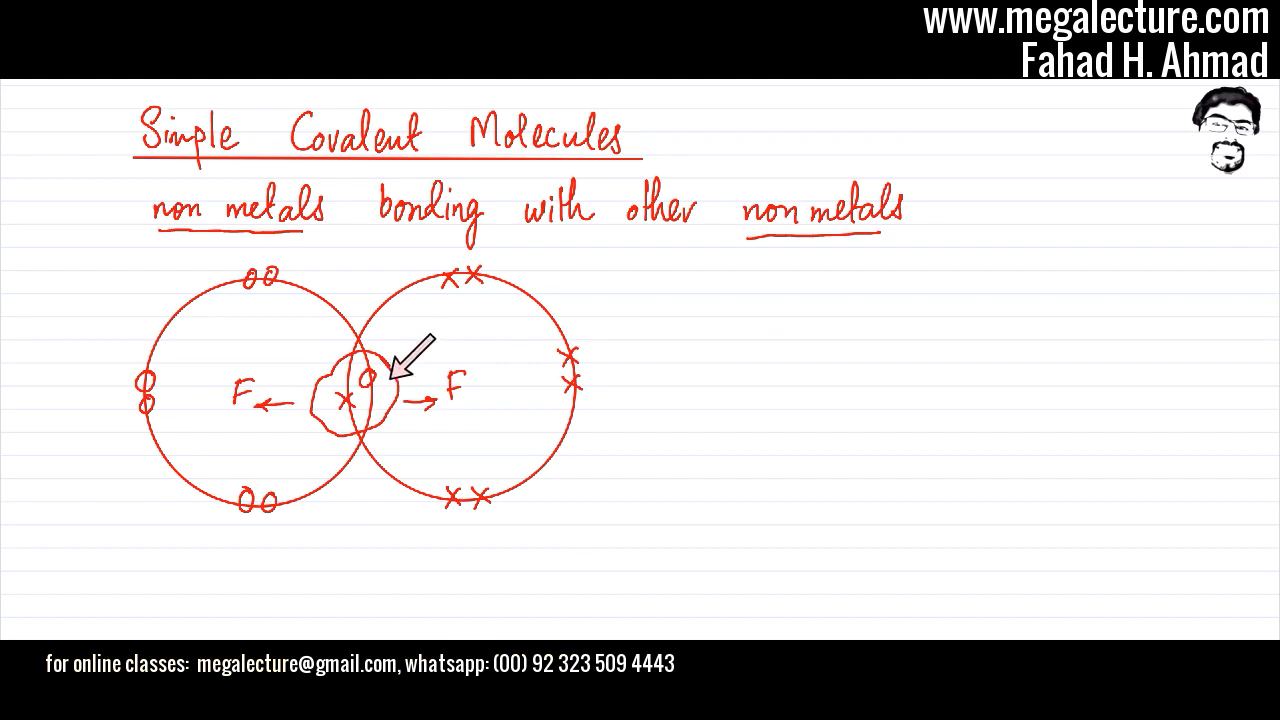 www.megalecture.com
Fahad H. Ahmad
Simple Covalent Molecules
non metals bonding with other non metals
F F
for online classes: megalecture@gmail.com, whatsapp: (00) 92 323 509 4443